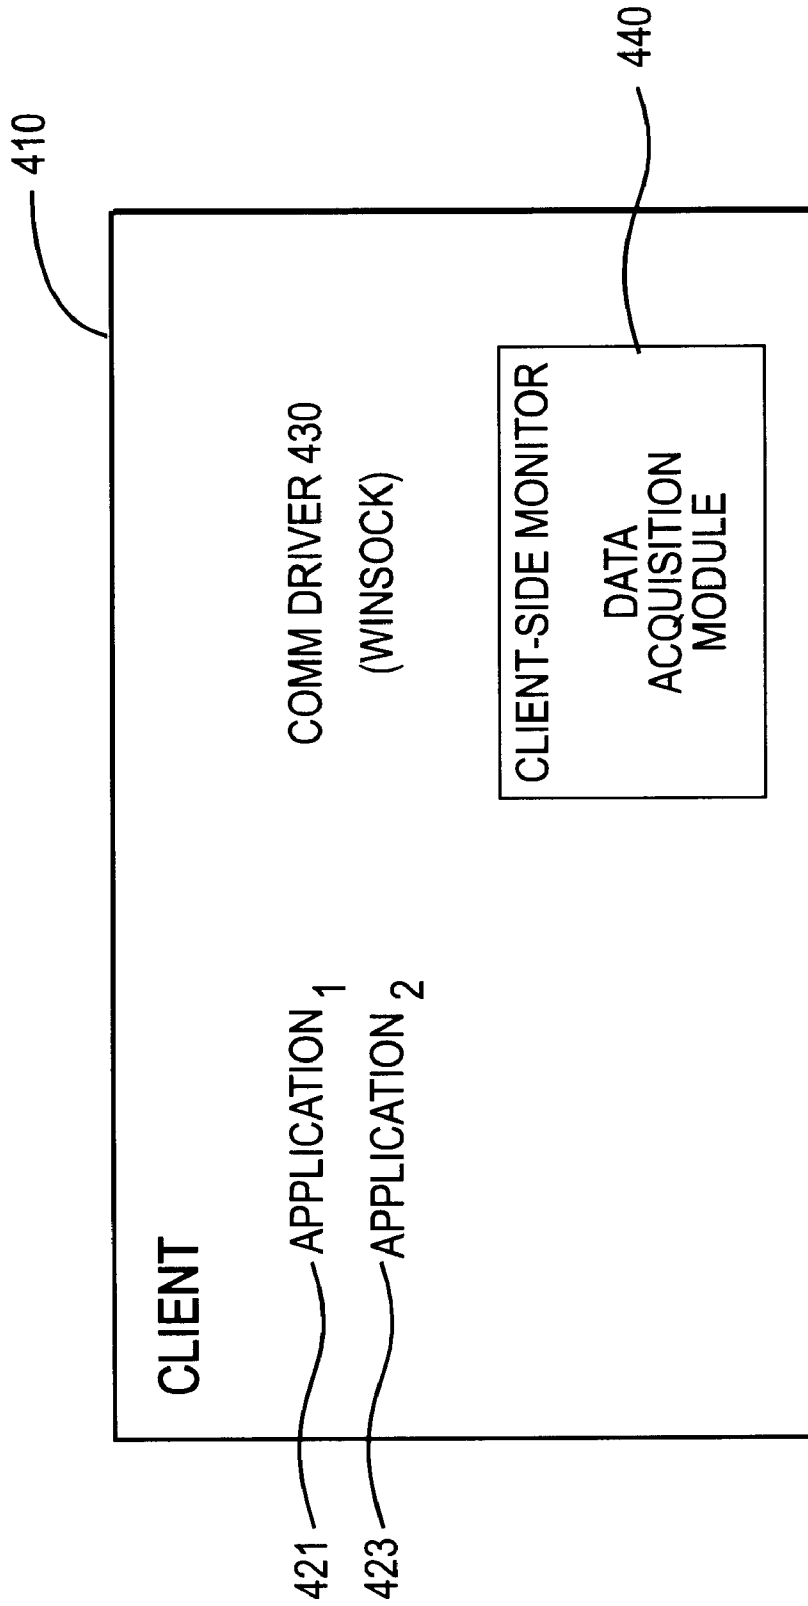 410
CLIENT
421
APPLICATION 1
COMM DRIVER 430
423
APPLICATION 2
(WINSOCK)
CLIENT-SIDE MONITOR
DATA
ACQUISITION
MODULE
440